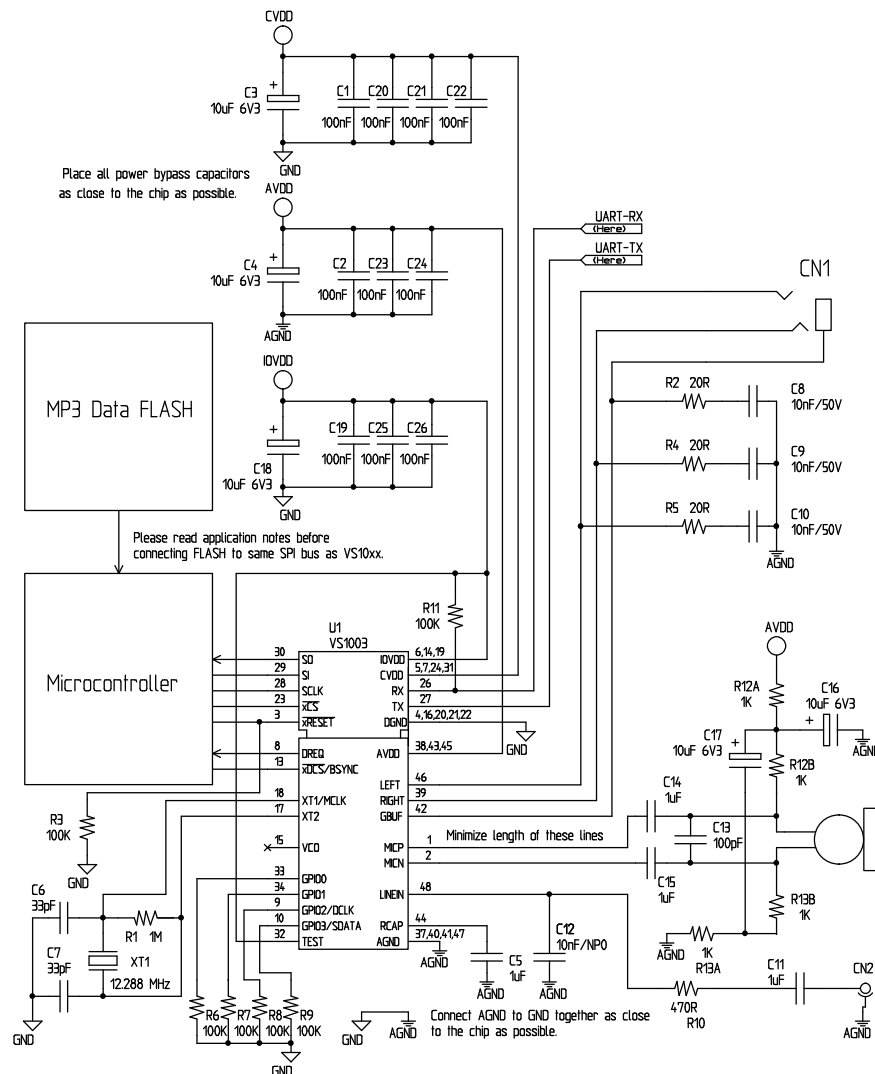 CVDD
C3
+
10uF 6V3
C1 C20 C21 C22
100nF 100nF 100nF 100nF
GND
Place all power bypass capacitors
as close to the chip as possible.
AVDD
C4
+
10uF 6V3
C2 C23 C24
100nF 100nF 100nF
AGND
UART-RX
(Here)
UART-TX
(Here)
CN1
IOVDD
+
C18
10uF 6V3
C19 C25 C26
100nF 100nF 100nF
GND
R2 20R
C8
10nF/50V
R4 20R
C9
10nF/50V
R5 20R
C10
10nF/50V
AGND
MP3 Data FLASH
Please read application notes before
connecting FLASH to same SPI bus as VS10xx.
Microcontroller
R11
100K
U1
VS1003
30 SO
29 SI
28 SCLK
23 xCS
3 xRESET
8 DREQ
13 xDCS/BSYNC
18 XT1/MCLK
17 XT2
15 VCO
33 GPIO0
34 GPIO1
9 GPIO2/DCLK
10 GPIO3/SDATA
32 TEST
IOVDD 6,14,19
CVDD 5,7,24,31
RX 26
TX 27
DGND 4,16,20,21,22
GND
AVDD 38,43,45
LEFT 46
RIGHT 39
GBUF 42
MICP 1
MICN 2
LINEIN 48
RCAP 44
AGND 37,40,41,47
AGND
Minimize length of these lines
AVDD
R12A
1K
C16
10uF 6V3
+
AGND
C17
10uF 6V3
+
R12B
1K
C14
1uF
C13
100pF
C15
1uF
R13B
1K
AGND
1K
R13A
R3
100K
GND
C6
33pF
R1 1M
C7
33pF
XT1
12.288 MHz
GND
R6 R7 R8 R9
100K 100K 100K 100K
GND
C5
1uF
AGND
C12
10nF/NP0
AGND
GND
AGND
Connect AGND to GND together as close
to the chip as possible.
470R
R10
C11
1uF
CN2
AGND